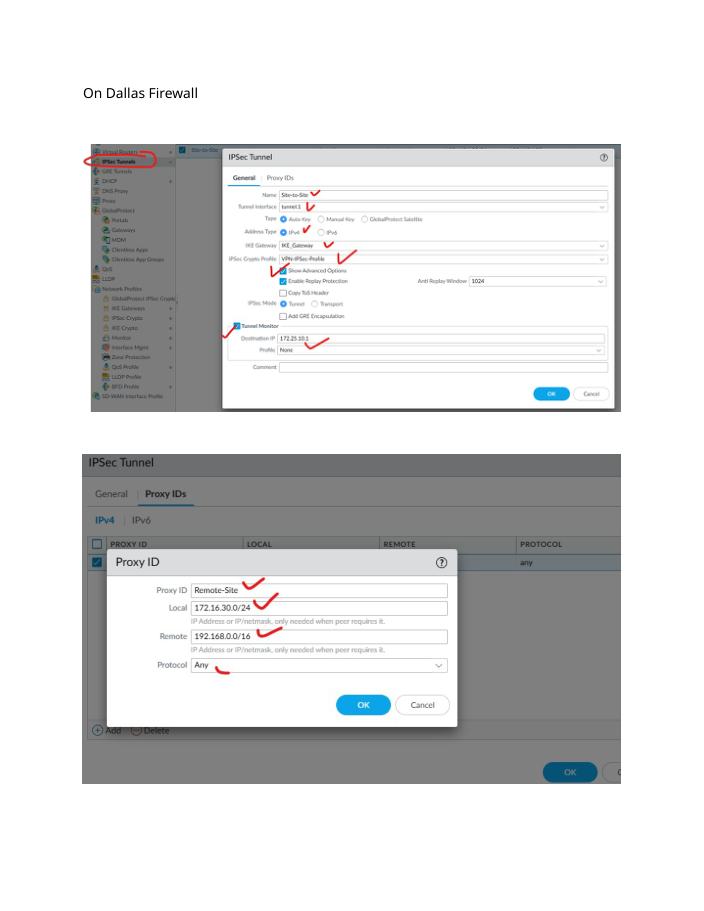 On Dallas Firewall
Virtual Routers
IPSec Tunnels
GRE Tunnels
DHCP
DNS Proxy
Proxy
GlobalProtect
Portals
Gateways
MDM
Clientless Apps
Clientless App Groups
QoS
LLDP
Network Profiles
GlobalProtect IPSec Crypto
IKE Gateways
IPSec Crypto
IKE Crypto
Monitor
Interface Mgmt
Zone Protection
QoS Profile
LLDP Profile
BFD Profile
SD-WAN Interface Profile
Site-to-Site
IPSec Tunnel
General | Proxy IDs
Name Site-to-Site
Tunnel Interface tunnel.1
Type Auto Key Manual Key GlobalProtect Satellite
Address Type IPv4 IPv6
IKE Gateway IKE_Gateway
IPSec Crypto Profile VPN-IPSec-Profile
Show Advanced Options
Enable Replay Protection Anti Replay Window 1024
Copy ToS Header
IPSec Mode Tunnel Transport
Add GRE Encapsulation
Tunnel Monitor
Destination IP 172.25.10.1
Profile None
Comment
OK Cancel
IPSec Tunnel
General | Proxy IDs
IPv4 | IPv6
PROXY ID LOCAL REMOTE PROTOCOL
any
Proxy ID
Proxy ID Remote-Site
Local 172.16.30.0/24
IP Address or IP/netmask, only needed when peer requires it.
Remote 192.168.0.0/16
IP Address or IP/netmask, only needed when peer requires it.
Protocol Any
OK Cancel
Add Delete
OK